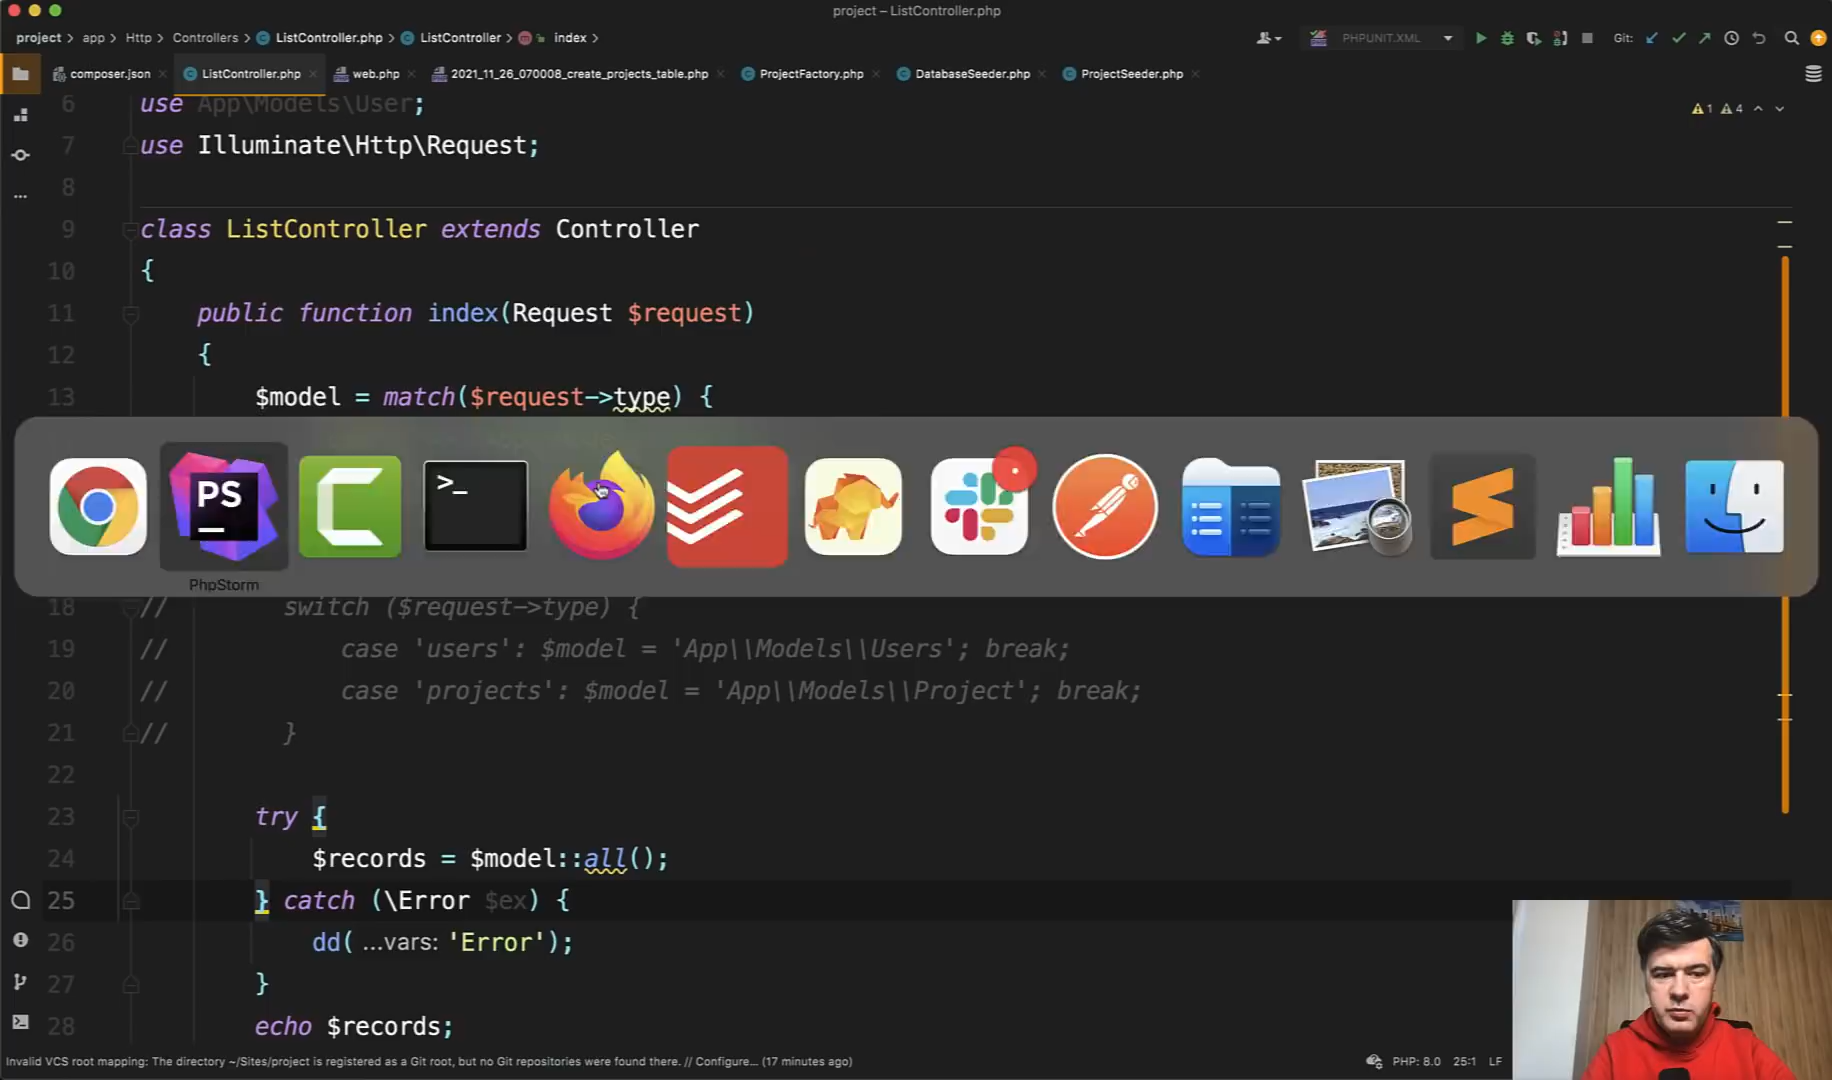 project – ListController.php
project > app > Http > Controllers > ListController.php > ListController > index >
PHPUNIT.XML
Git:
composer.json
ListController.php
web.php
2021_11_26_070008_create_projects_table.php
ProjectFactory.php
DatabaseSeeder.php
ProjectSeeder.php
1 4
6 use App\Models\User;
7 use Illuminate\Http\Request;
8
9 class ListController extends Controller
10 {
11 public function index(Request $request)
12 {
13 $model = match($request->type) {
PS
>_
PhpStorm
18 // switch ($request->type) {
19 // case 'users': $model = 'App\\Models\\Users'; break;
20 // case 'projects': $model = 'App\\Models\\Project'; break;
21 // }
22
23 try {
24 $records = $model::all();
25 } catch (\Error $ex) {
26 dd( ...vars: 'Error');
27 }
28 echo $records;
Invalid VCS root mapping: The directory ~/Sites/project is registered as a Git root, but no Git repositories were found there. // Configure... (17 minutes ago)
PHP: 8.0 25:1 LF